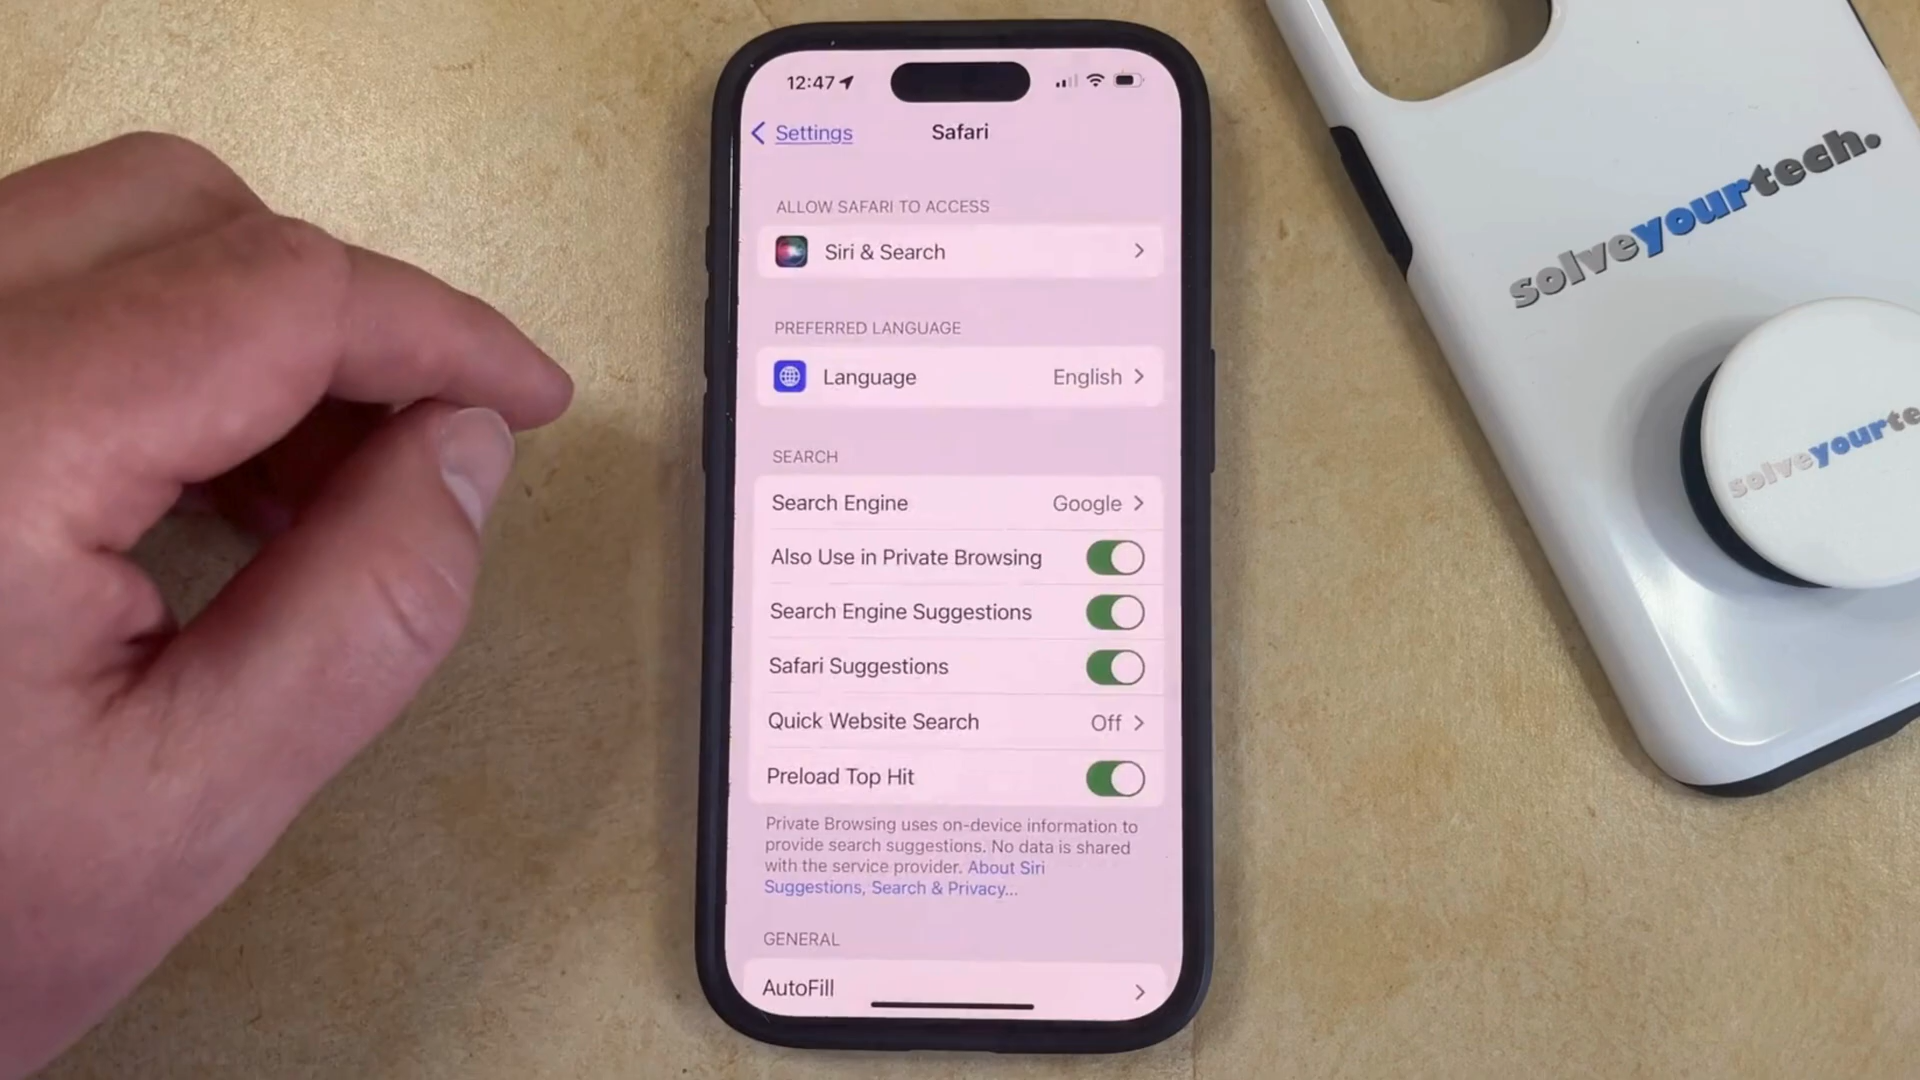 12:47
Settings
Safari
ALLOW SAFARI TO ACCESS
Siri & Search
PREFERRED LANGUAGE
Language
English
SEARCH
Search Engine
Google
Also Use in Private Browsing
Search Engine Suggestions
Safari Suggestions
Quick Website Search
Off
Preload Top Hit
Private Browsing uses on-device information to
provide search suggestions. No data is shared
with the service provider. About Siri
Suggestions, Search & Privacy...
GENERAL
AutoFill
solveyourtech.
solveyourte